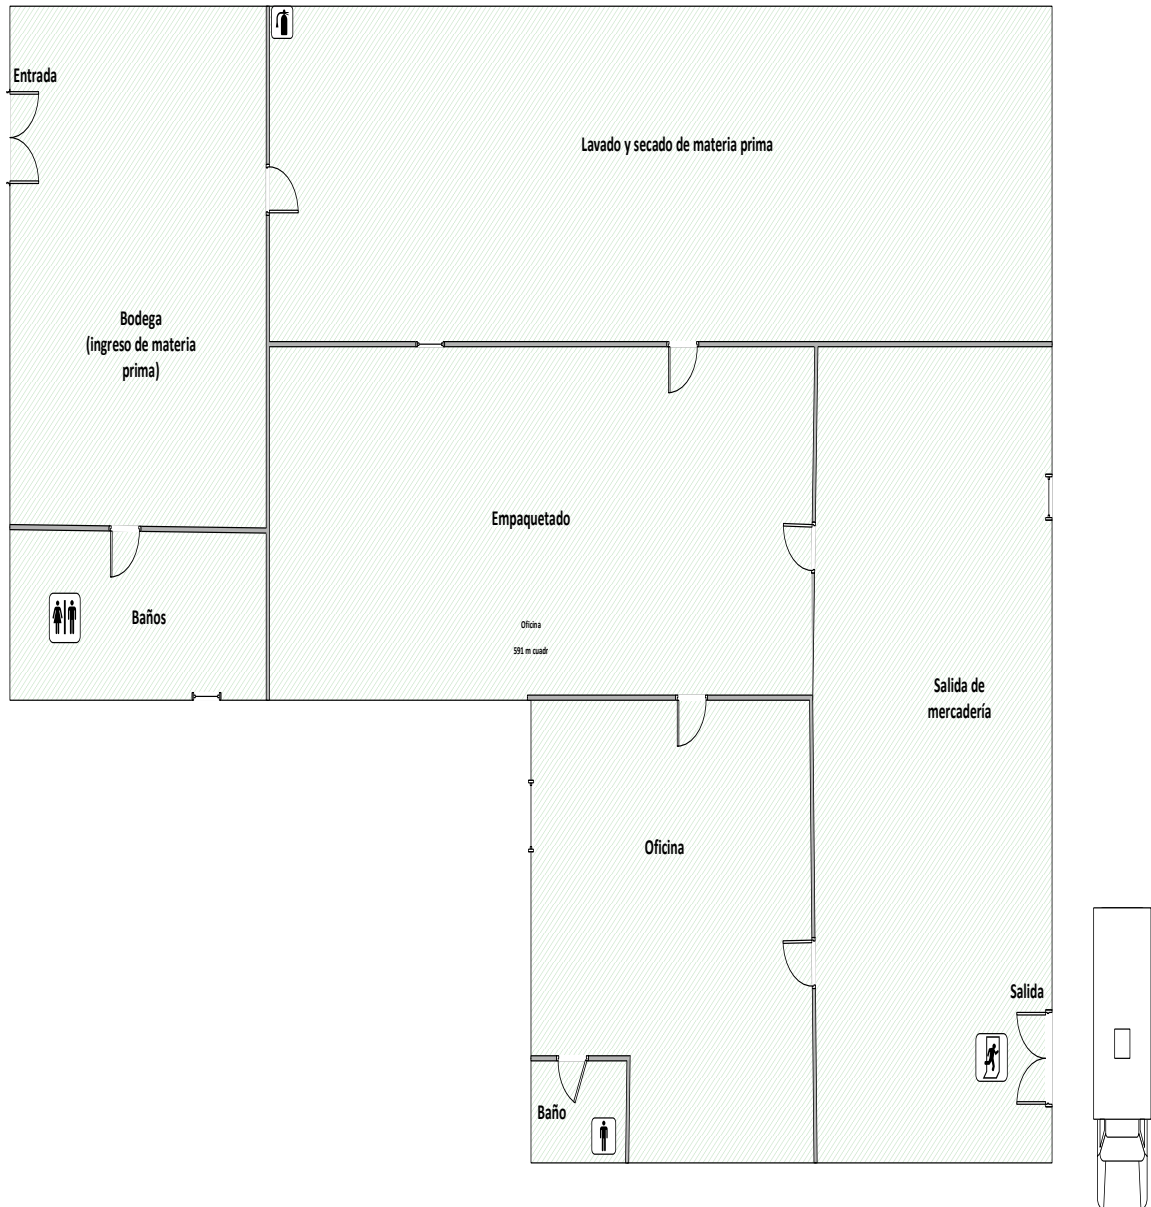 Entrada
Lavado y secado de materia prima
Bodega
(ingreso de materia
prima)
Empaquetado
Baños
Oficina
591 m cuadr
Salida de
mercadería
Oficina
Salida
Baño